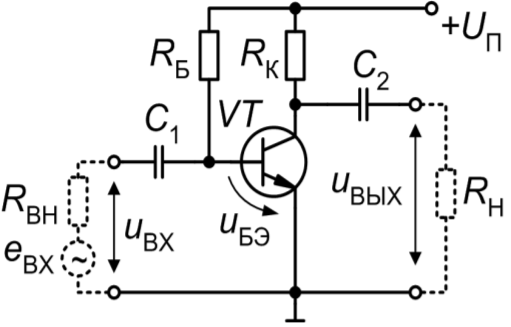 +U_П
R_Б
R_К
C_2
C_1
VT
R_ВН
u_ВХ
u_БЭ
u_ВЫХ
R_Н
e_ВХ
~